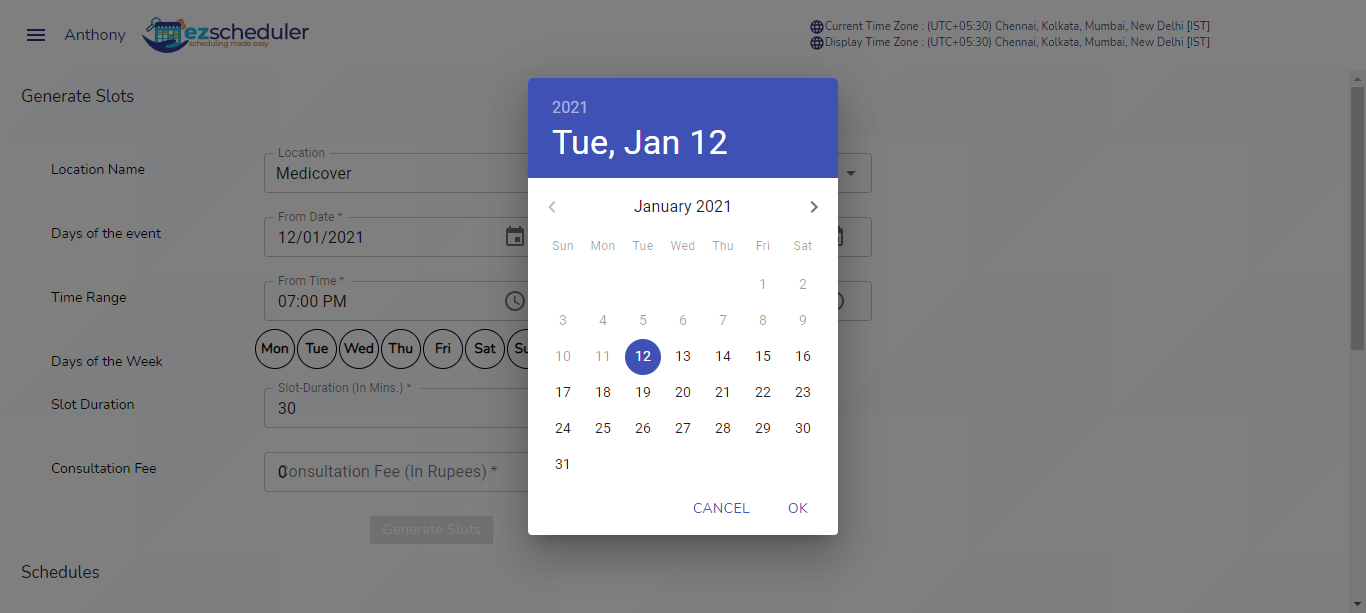 Anthony
ezscheduler
scheduling made easy
Current Time Zone : (UTC+05:30) Chennai, Kolkata, Mumbai, New Delhi [IST]
Display Time Zone : (UTC+05:30) Chennai, Kolkata, Mumbai, New Delhi [IST]
Generate Slots
Location Name
Location
Medicover
Days of the event
From Date *
12/01/2021
Time Range
From Time *
07:00 PM
Days of the Week
Mon Tue Wed Thu Fri Sat Su
Slot Duration
Slot-Duration (In Mins.) *
30
Consultation Fee
0
Consultation Fee (In Rupees) *
Generate Slots
Schedules
2021
Tue, Jan 12
January 2021
Sun Mon Tue Wed Thu Fri Sat
1 2
3 4 5 6 7 8 9
10 11 12 13 14 15 16
17 18 19 20 21 22 23
24 25 26 27 28 29 30
31
CANCEL OK